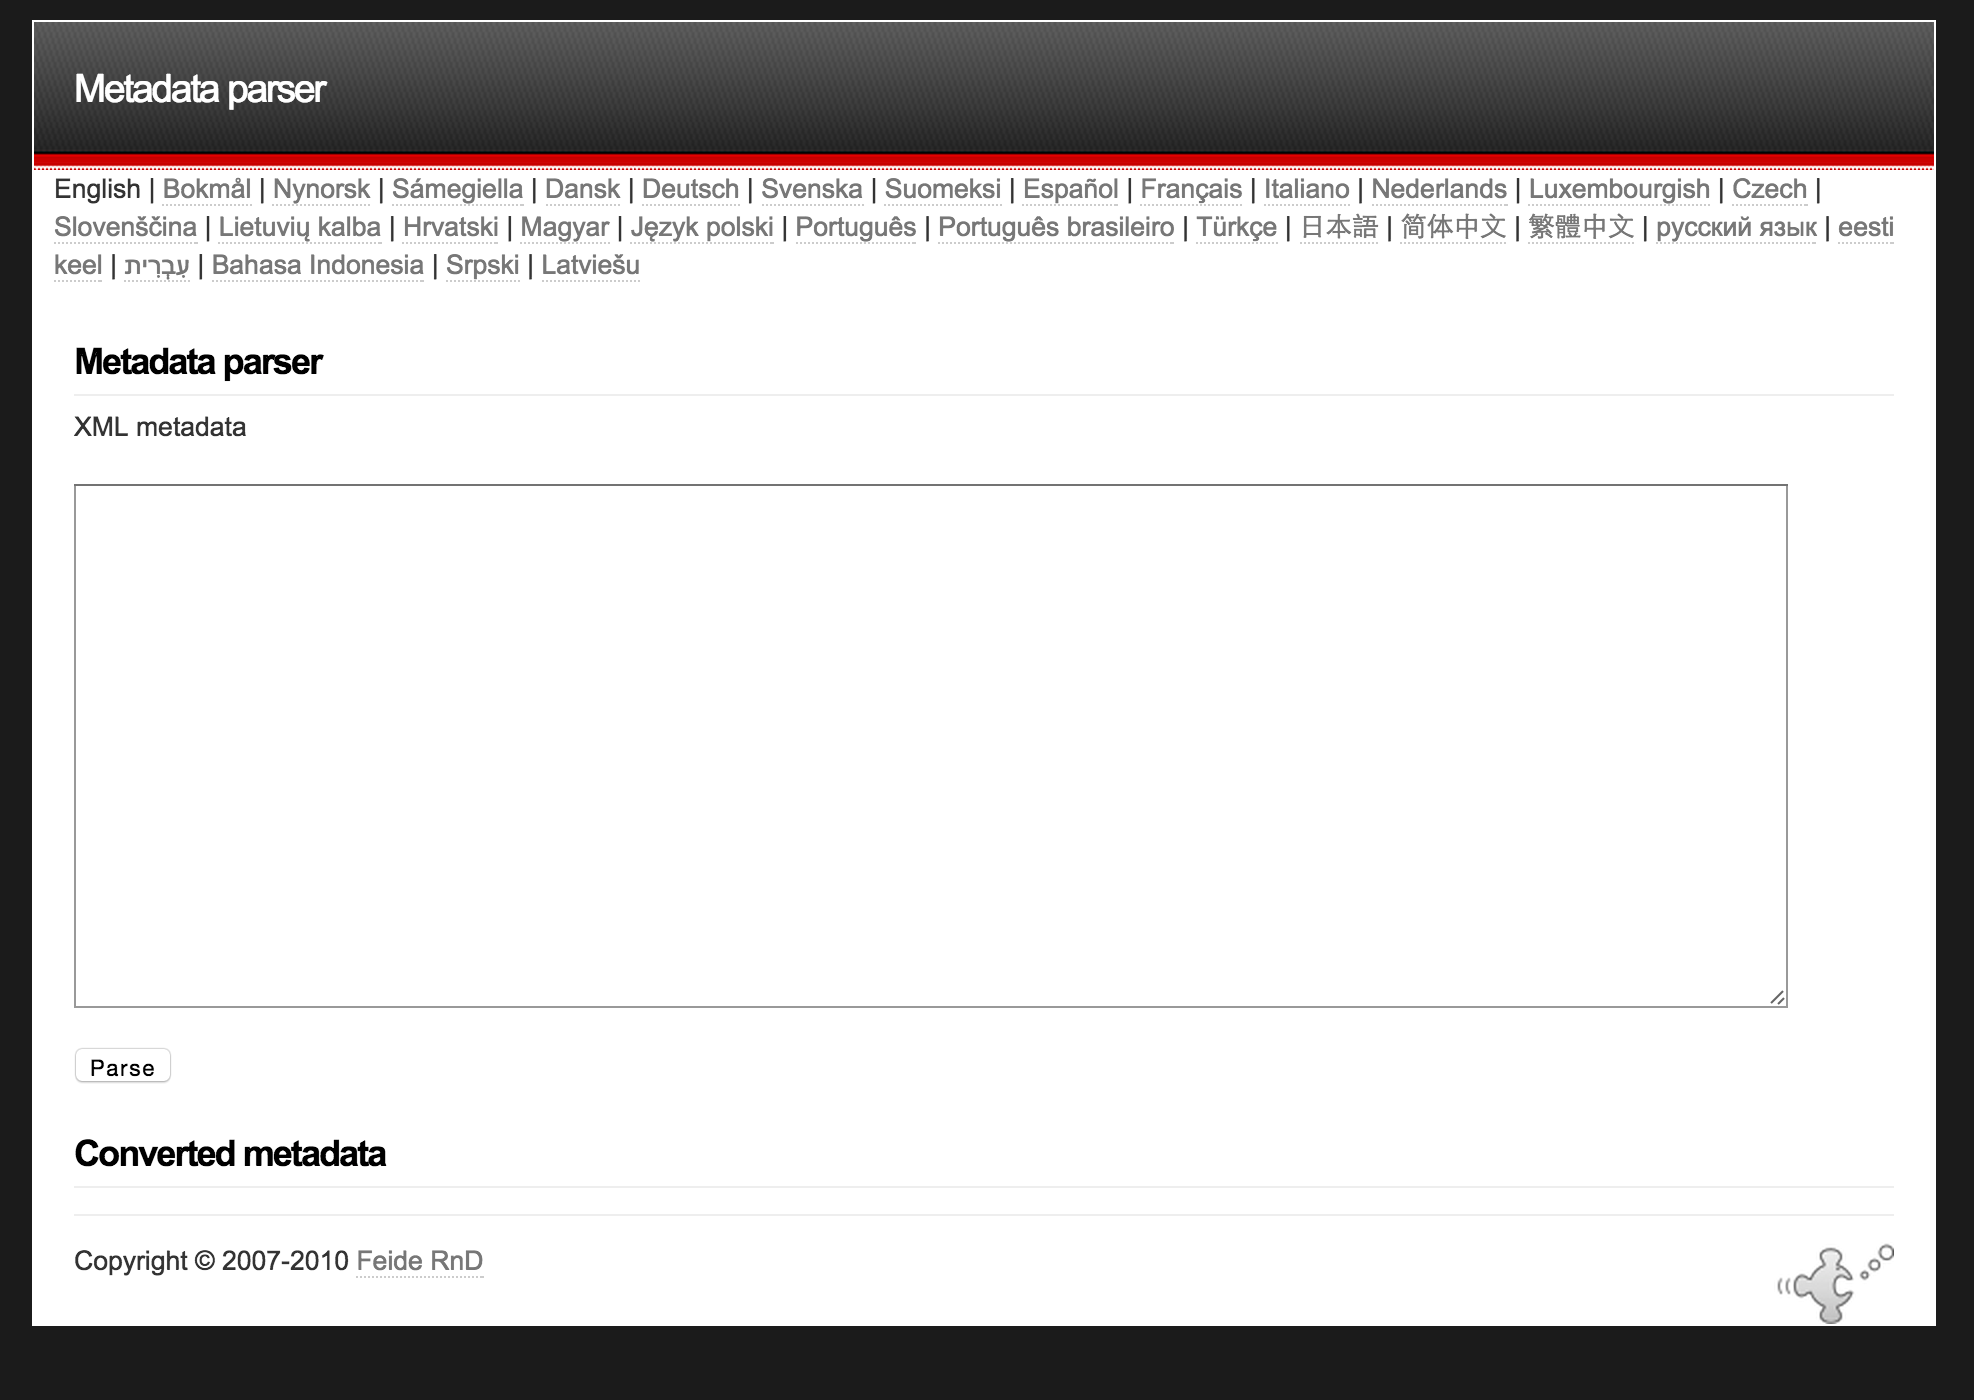 Metadata parser
English | Bokmål | Nynorsk | Sámegiella | Dansk | Deutsch | Svenska | Suomeksi | Español | Français | Italiano | Nederlands | Luxembourgish | Czech |
Slovenščina | Lietuvių kalba | Hrvatski | Magyar | Język polski | Português | Português brasileiro | Türkçe | 日本語 | 简体中文 | 繁體中文 | русский язык | eesti
keel | עִבְרִית | Bahasa Indonesia | Srpski | Latviešu
Metadata parser
XML metadata
Parse
Converted metadata
Copyright © 2007-2010 Feide RnD